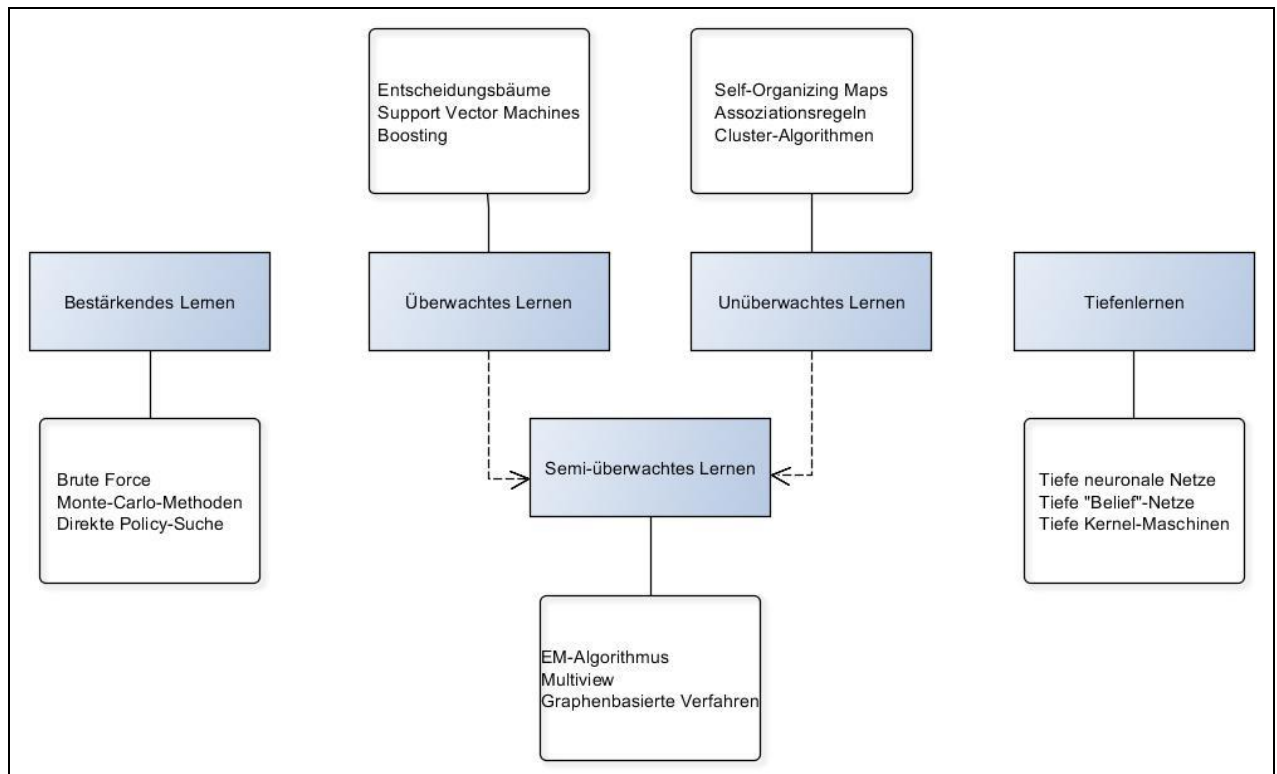 Entscheidungsbäume
Support Vector Machines
Boosting
Self-Organizing Maps
Assoziationsregeln
Cluster-Algorithmen
Bestärkendes Lernen
Überwachtes Lernen
Unüberwachtes Lernen
Tiefenlernen
Brute Force
Monte-Carlo-Methoden
Direkte Policy-Suche
Semi-überwachtes Lernen
Tiefe neuronale Netze
Tiefe "Belief"-Netze
Tiefe Kernel-Maschinen
EM-Algorithmus
Multiview
Graphenbasierte Verfahren